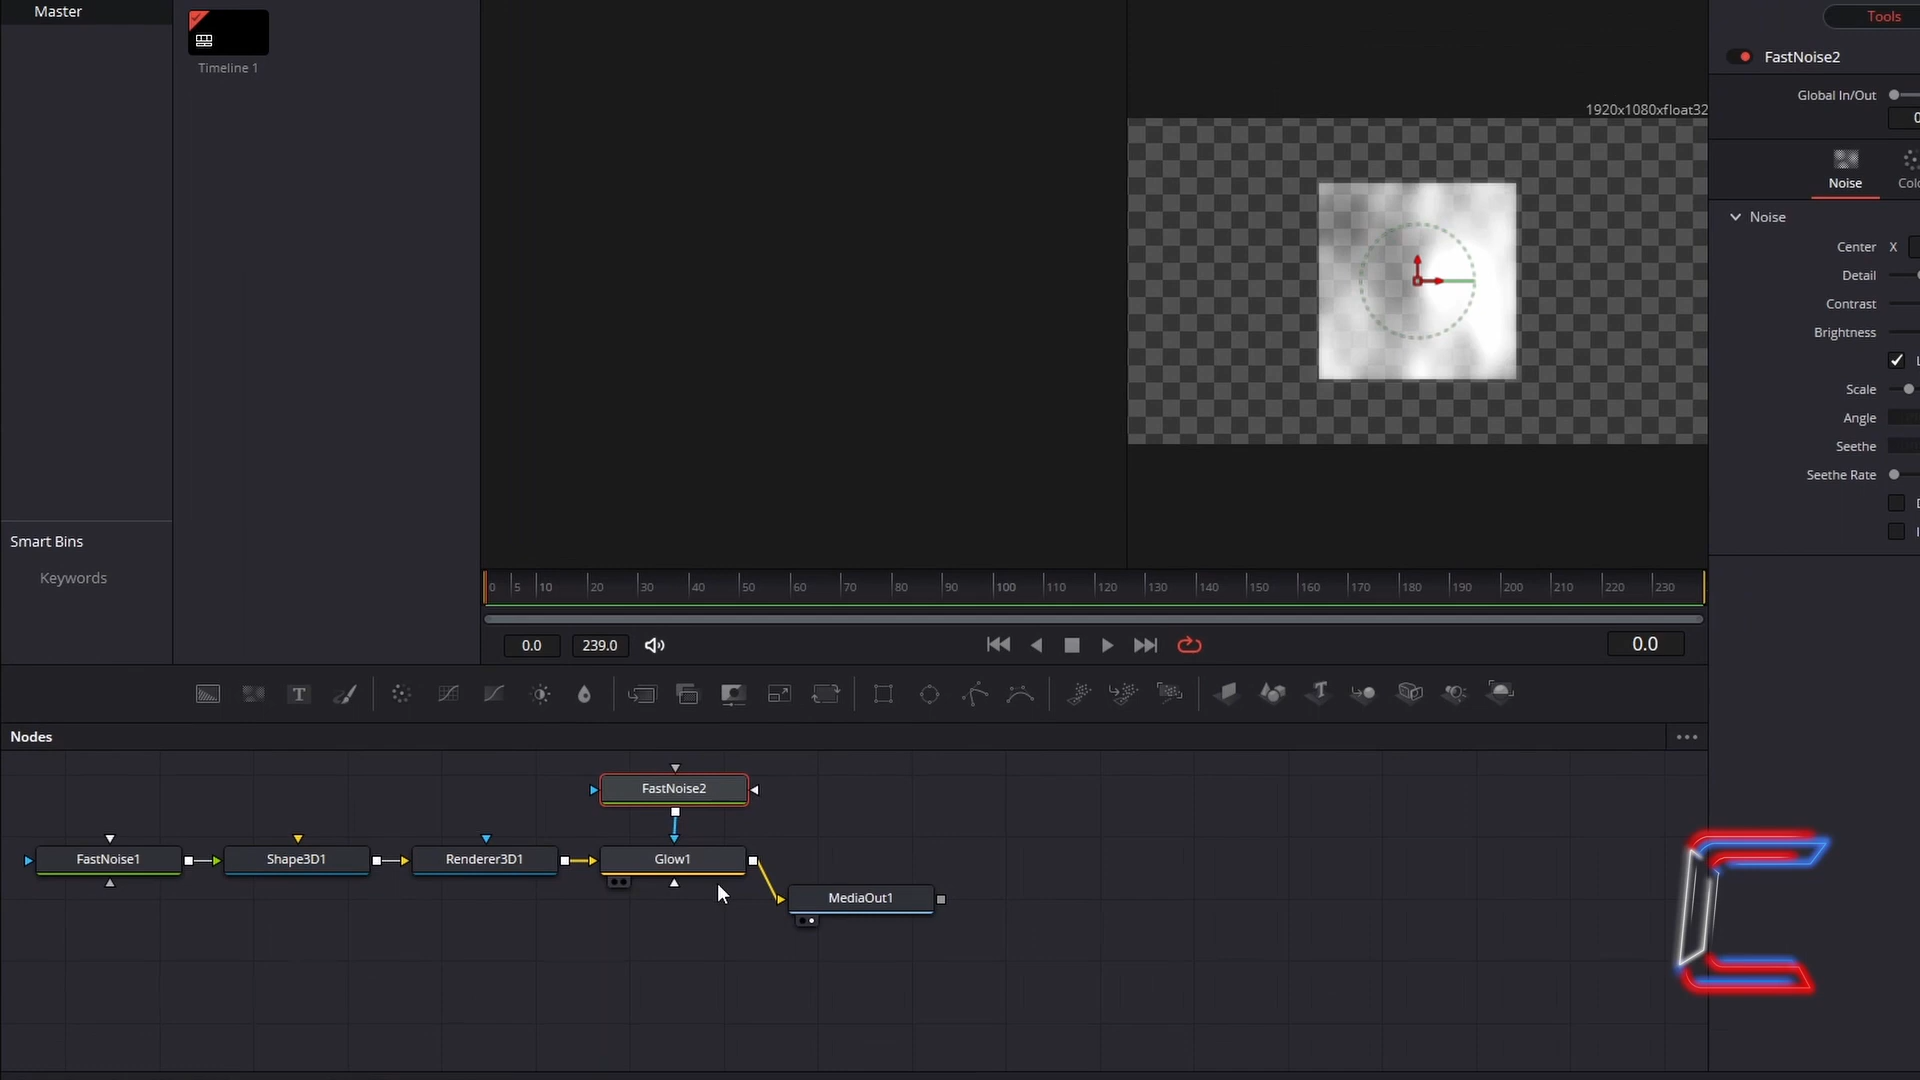 Master
Timeline 1
Smart Bins
Keywords
1920x1080xfloat32
0 5 10 20 30 40 50 60 70 80 90 100 110 120 130 140 150 160 170 180 190 200 210 220 230
0.0 239.0 0.0
Nodes
FastNoise2
FastNoise1 Shape3D1 Renderer3D1 Glow1
MediaOut1
Tools
FastNoise2
Global In/Out
0
Noise
Noise
Center X
Detail
Contrast
Brightness
Scale
Angle
Seethe
Seethe Rate